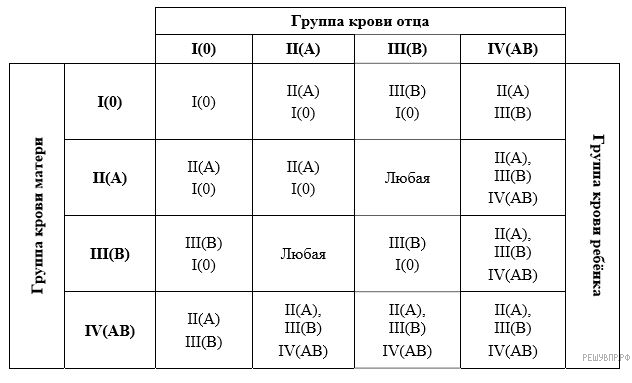 Группа крови отца
I(0) II(A) III(B) IV(AB)
Группа крови матери
Группа крови ребёнка
I(0) I(0) II(A) III(B) II(A)
I(0) I(0) III(B)
II(A) II(A) II(A) Любая II(A),
I(0) I(0) III(B)
IV(AB)
III(B) III(B) Любая III(B) II(A),
I(0) I(0) III(B)
IV(AB)
IV(AB) II(A) II(A), II(A), II(A),
III(B) III(B) III(B) III(B)
IV(AB) IV(AB) IV(AB)
РЕШУВПР.РФ